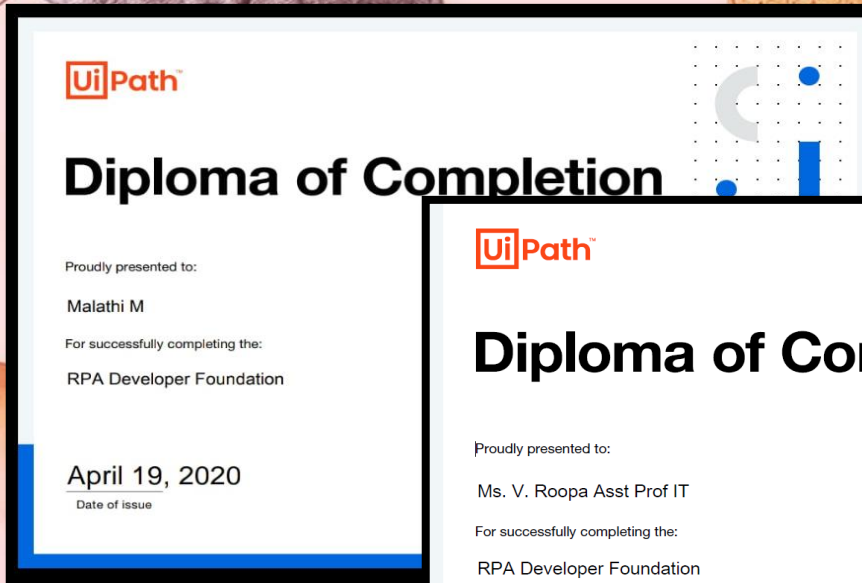 UiPath™
Diploma of Completion
Proudly presented to:
Malathi M
For successfully completing the:
RPA Developer Foundation
April 19, 2020
Date of issue
UiPath™
Diploma of Co
Proudly presented to:
Ms. V. Roopa Asst Prof IT
For successfully completing the:
RPA Developer Foundation